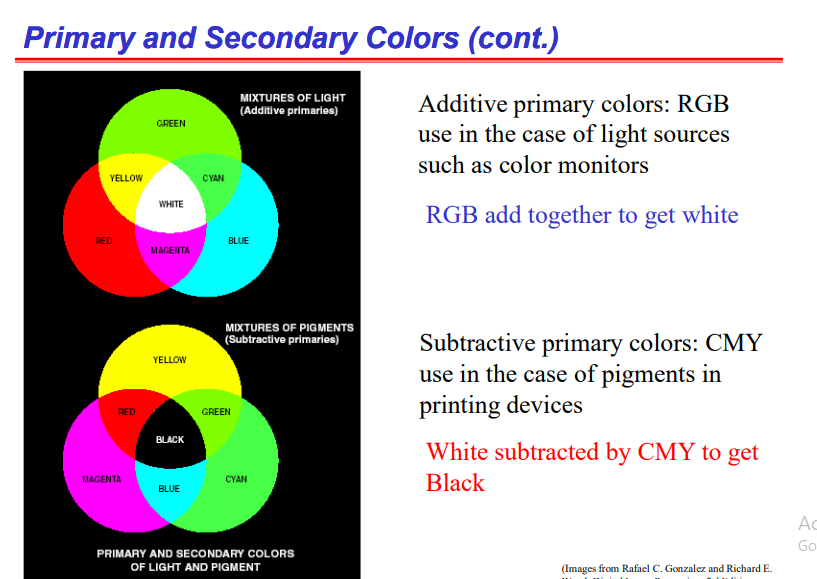 Primary and Secondary Colors (cont.)
MIXTURES OF LIGHT
(Additive primaries)
GREEN
YELLOW
CYAN
WHITE
RED
BLUE
MAGENTA
Additive primary colors: RGB
use in the case of light sources
such as color monitors
RGB add together to get white
MIXTURES OF PIGMENTS
(Subtractive primaries)
YELLOW
RED
GREEN
BLACK
MAGENTA
CYAN
BLUE
PRIMARY AND SECONDARY COLORS
OF LIGHT AND PIGMENT
Subtractive primary colors: CMY
use in the case of pigments in
printing devices
White subtracted by CMY to get
Black
(Images from Rafael C. Gonzalez and Richard E.